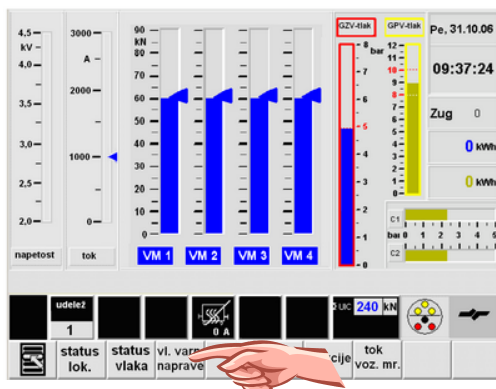 GZV-tlak GPV-tlak Pe, 31.10.06
4,5 3000 90
kN
kV A 80
4,0 70
2000 60
3,5 50
3,0 1000 40
30
2,5 20
10
2,0 0 0
8 bar
7
6
5
4
3
2
1
0
12
11
10
9
8
7
6
5
4
3
2
1
0
09:37:24
Zug 0
0 kWh
0 kWh
C1
bar 0 1 2 3 4 5
C2
napetost tok VM 1 VM 2 VM 3 VM 4
udelež
1
0 A
UIC 240 kN
status lok.
status vlaka
vl. varn
naprave
cije
tok
voz. mr.